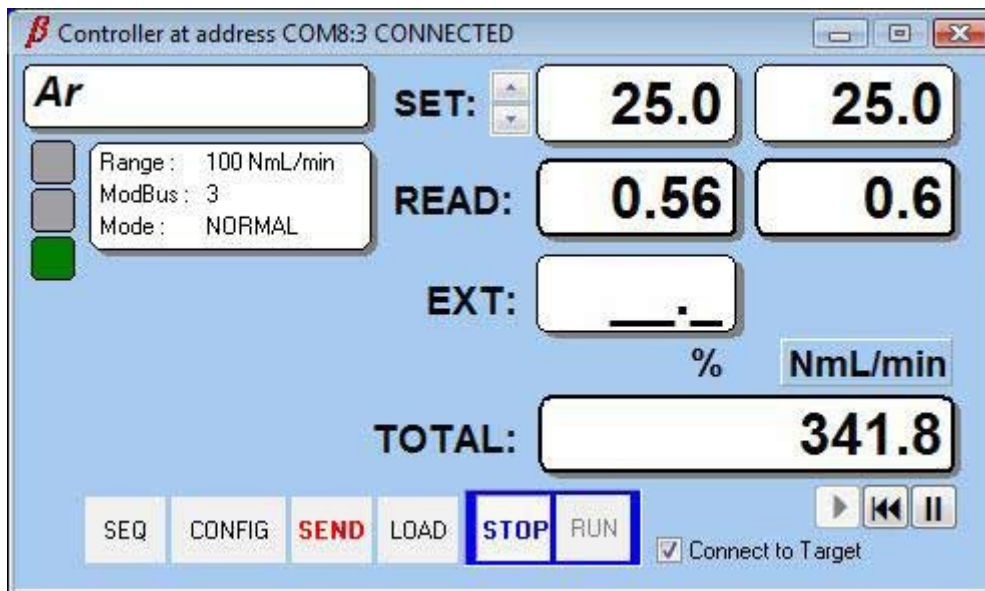 β Controller at address COM8:3 CONNECTED
Ar
SET: 25.0 25.0
Range : 100 NmL/min
ModBus : 3
Mode : NORMAL
READ: 0.56 0.6
EXT: __._
% NmL/min
TOTAL: 341.8
SEQ CONFIG SEND LOAD STOP RUN
Connect to Target